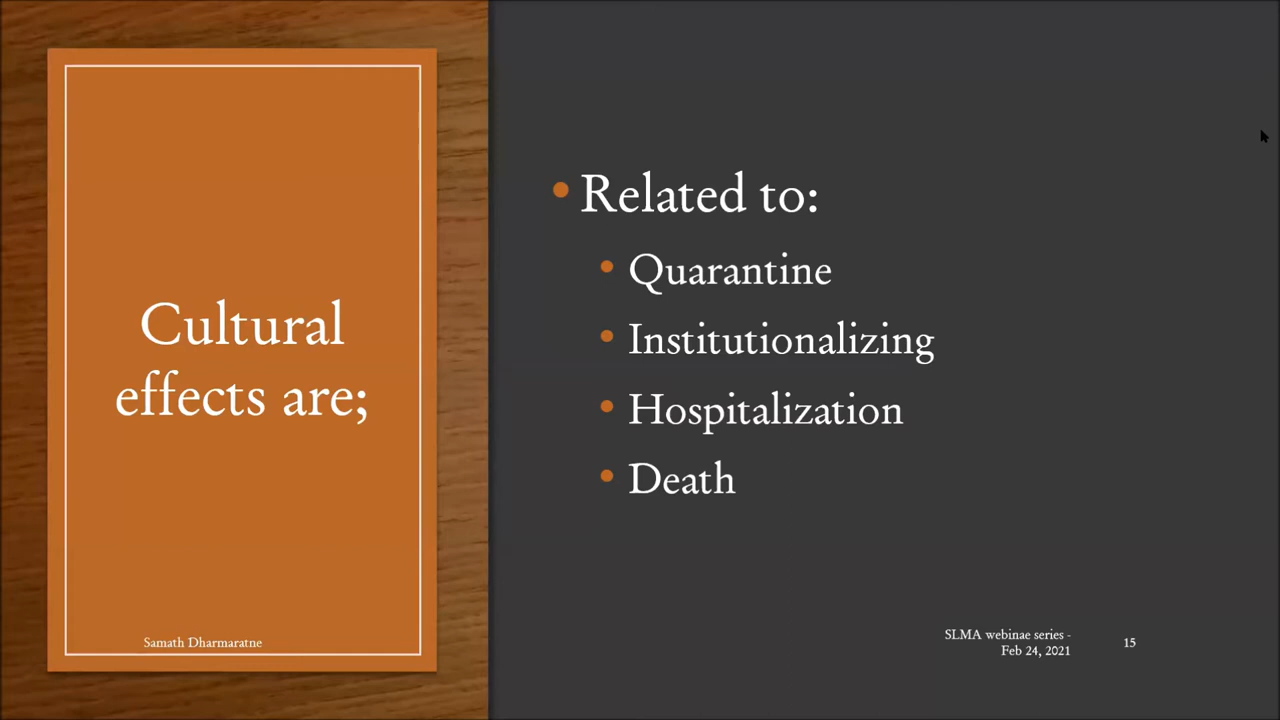 Cultural
effects are;
Samath Dharmaratne
Related to:
Quarantine
Institutionalizing
Hospitalization
Death
SLMA webinae series -
Feb 24, 2021
15